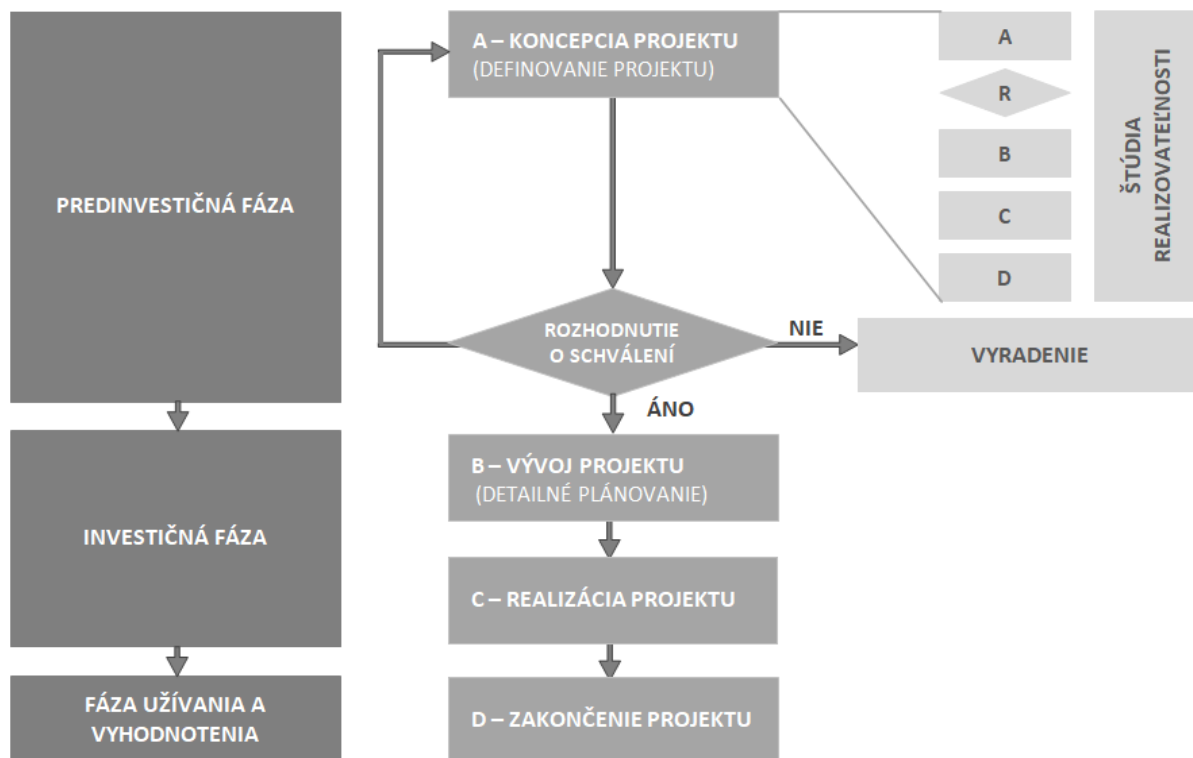 PREDINVESTIČNÁ FÁZA
INVESTIČNÁ FÁZA
FÁZA UŽÍVANIA A
VYHODNOTENIA
A – KONCEPCIA PROJEKTU
(DEFINOVANIE PROJEKTU)
ROZHODNUTIE
O SCHVÁLENÍ
NIE
VYRADENIE
ÁNO
B – VÝVOJ PROJEKTU
(DETAILNÉ PLÁNOVANIE)
C – REALIZÁCIA PROJEKTU
D – ZAKONČENIE PROJEKTU
A
R
B
C
D
ŠTÚDIA
REALIZOVATEĽNOSTI